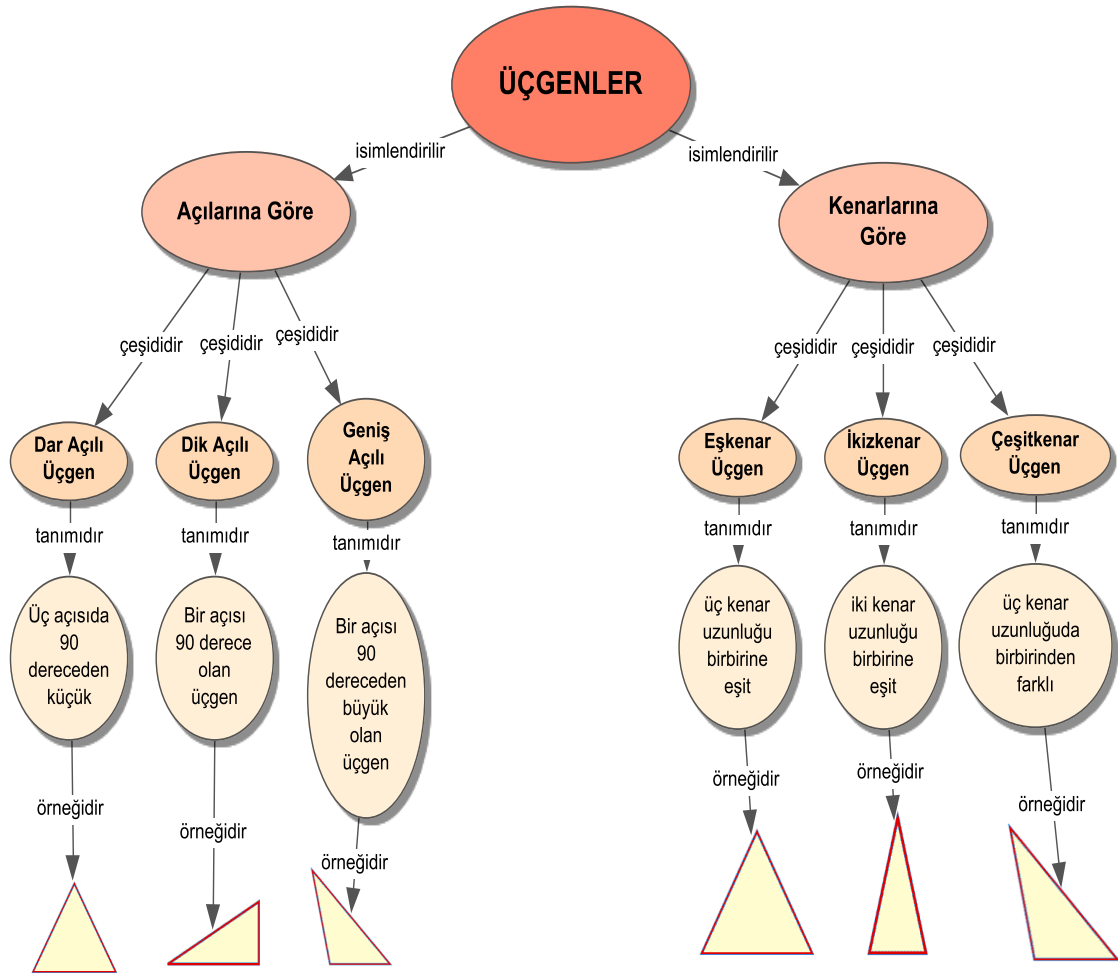 ÜÇGENLER
isimlendirilir
isimlendirilir
Açılarına Göre
Kenarlarına
Göre
çeşididir
çeşididir
çeşididir
çeşididir
çeşididir
çeşididir
Dar Açılı
Üçgen
Dik Açılı
Üçgen
Geniş
Açılı
Üçgen
Eşkenar
Üçgen
İkizkenar
Üçgen
Çeşitkenar
Üçgen
tanımıdır
tanımıdır
tanımıdır
tanımıdır
tanımıdır
tanımıdır
Üç açısıda
90
dereceden
küçük
Bir açısı
90 derece
olan
üçgen
Bir açısı
90
dereceden
büyük
olan
üçgen
üç kenar
uzunluğu
birbirine
eşit
iki kenar
uzunluğu
birbirine
eşit
üç kenar
uzunluğuda
birbirinden
farklı
örneğidir
örneğidir
örneğidir
örneğidir
örneğidir
örneğidir